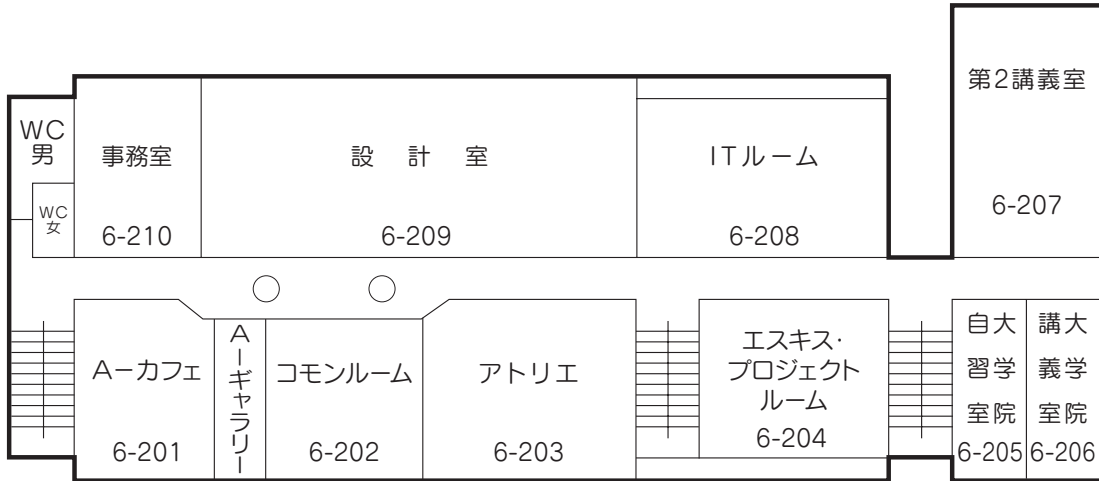 WC
男
WC
女
事務室
6-210
設計室
6-209
ITルーム
6-208
第2講義室
6-207
A－カフェ
6-201
A－ギャラリー
コモンルーム
6-202
アトリエ
6-203
エスキス・
プロジェクト
ルーム
6-204
大学院
自習室
6-205
大学院
講義室
6-206